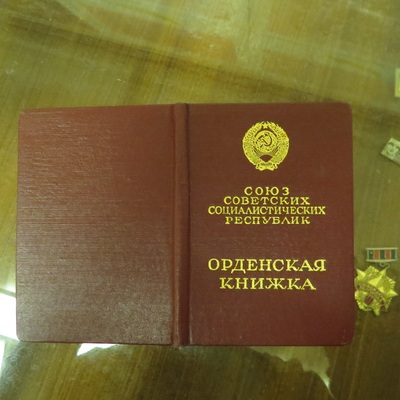 СОЮЗ
СОВЕТСКИХ
СОЦИАЛИСТИЧЕСКИХ
РЕСПУБЛИК
ОРДЕНСКАЯ
КНИЖКА